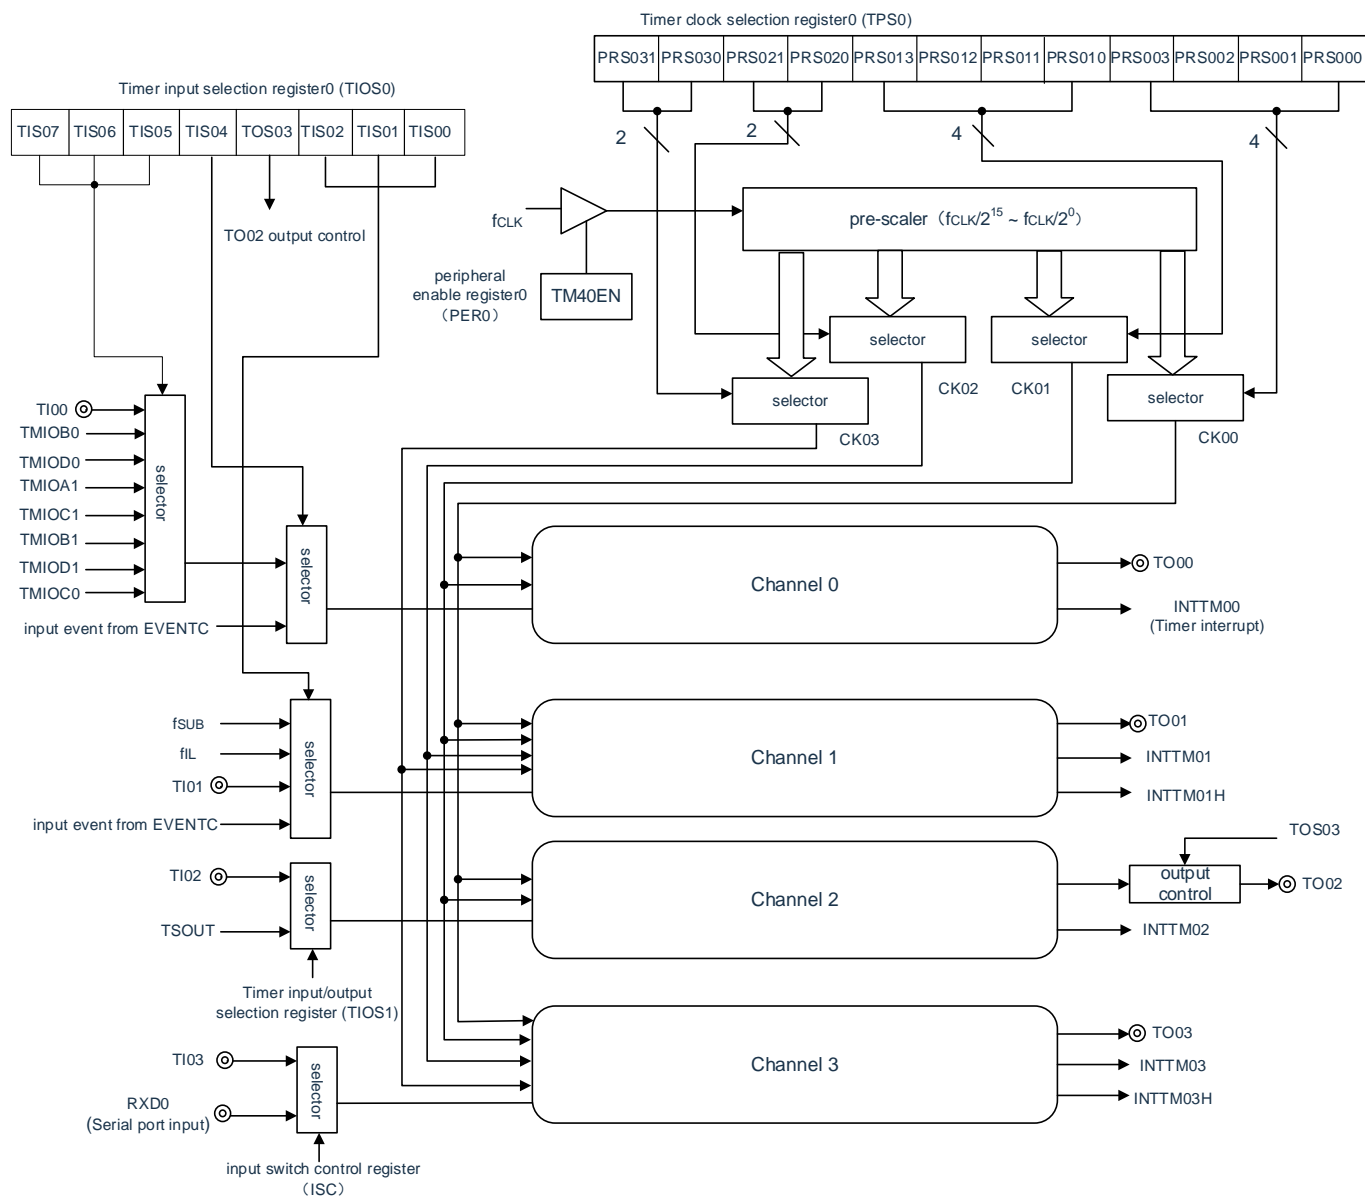 Timer clock selection register0 (TPS0)
PRS031 PRS030 PRS021 PRS020 PRS013 PRS012 PRS011 PRS010 PRS003 PRS002 PRS001 PRS000
Timer input selection register0 (TIOS0)
TIS07 TIS06 TIS05 TIS04 TOS03 TIS02 TIS01 TIS00
2
2
4
4
fCLK
pre-scaler（fCLK/2¹⁵ ~ fCLK/2⁰）
TO02 output control
peripheral
enable register0
（PER0）
TM40EN
selector
selector
selector
selector
CK02
CK01
CK03
CK00
TI00
TMIOB0
TMIOD0
TMIOA1
TMIOC1
TMIOB1
TMIOD1
TMIOC0
selector
input event from EVENTC
selector
Channel 0
TO00
INTTM00
(Timer interrupt)
fSUB
fIL
TI01
input event from EVENTC
selector
Channel 1
TO01
INTTM01
INTTM01H
TI02
TSOUT
selector
Timer input/output
selection register (TIOS1)
Channel 2
TOS03
output
control
TO02
INTTM02
TI03
RXD0
(Serial port input)
selector
input switch control register
（ISC）
Channel 3
TO03
INTTM03
INTTM03H